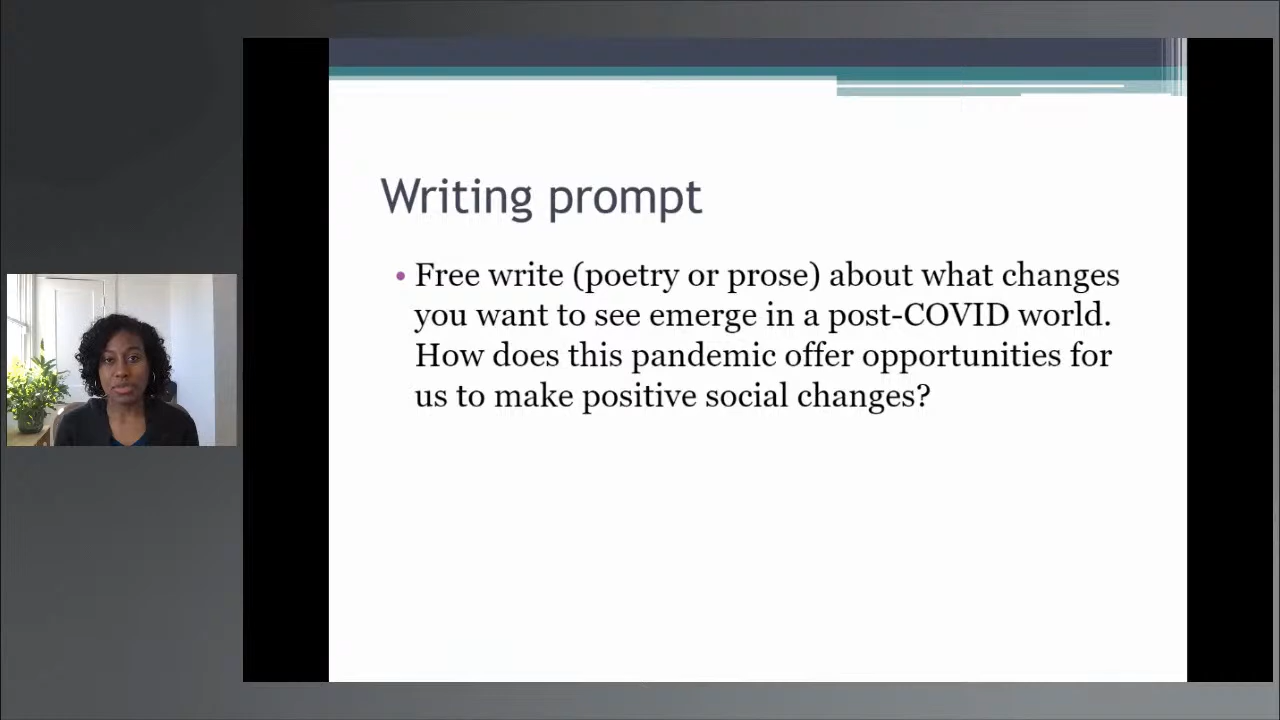 Writing prompt
• Free write (poetry or prose) about what changes
you want to see emerge in a post-COVID world.
How does this pandemic offer opportunities for
us to make positive social changes?